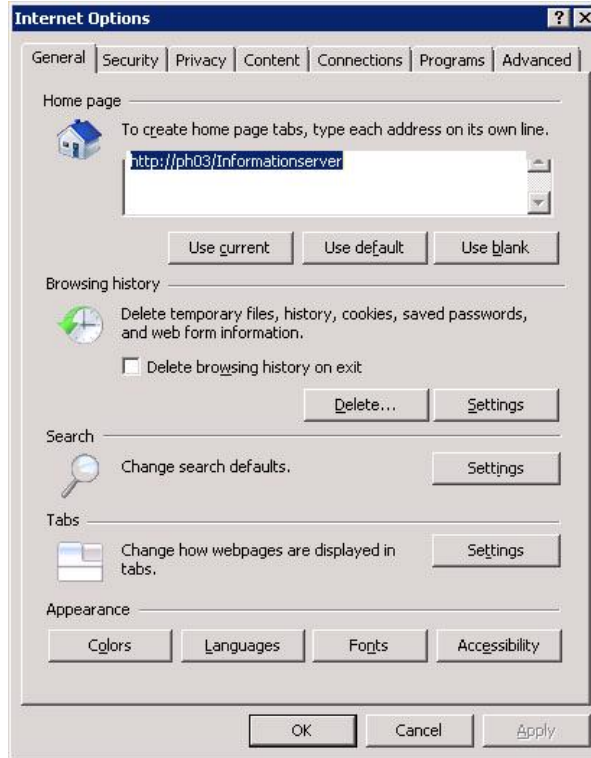 Internet Options
General Security Privacy Content Connections Programs Advanced
Home page
To create home page tabs, type each address on its own line.
http://ph03/Informationserver
Use current Use default Use blank
Browsing history
Delete temporary files, history, cookies, saved passwords,
and web form information.
Delete browsing history on exit
Delete... Settings
Search
Change search defaults. Settings
Tabs
Change how webpages are displayed in Settings
tabs.
Appearance
Colors Languages Fonts Accessibility
OK Cancel Apply